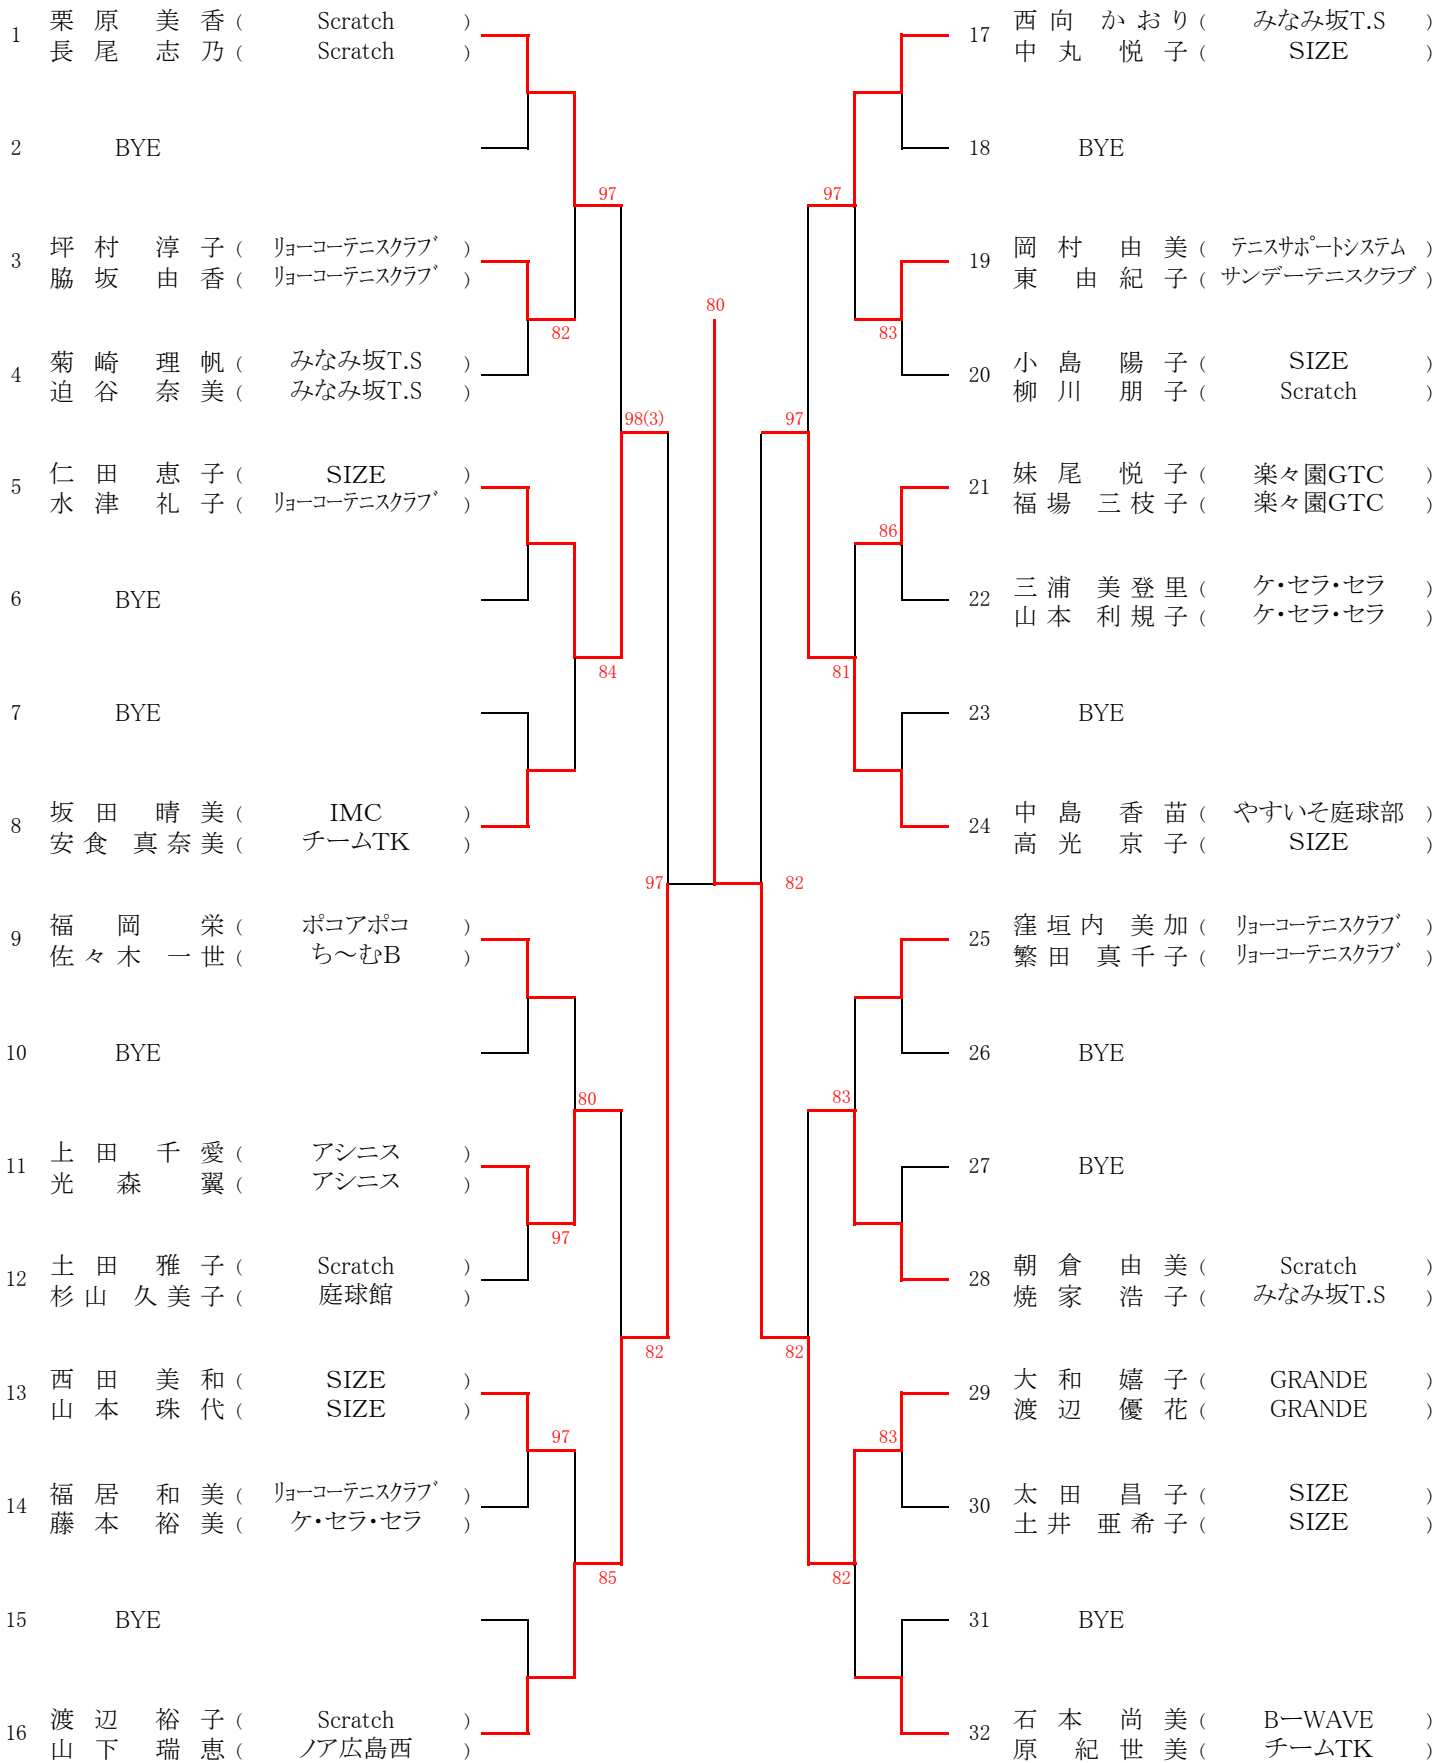 1 栗原 美香 ( Scratch )
長尾 志乃 ( Scratch )
2 BYE
97
3 坪村 淳子 ( リョーコーテニスクラブ )
脇坂 由香 ( リョーコーテニスクラブ )
82
4 菊崎 理帆 ( みなみ坂T.S )
迫谷 奈美 ( みなみ坂T.S )
98(3)
5 仁田 恵子 ( SIZE )
水津 礼子 ( リョーコーテニスクラブ )
6 BYE
84
7 BYE
8 坂田 晴美 ( IMC )
安食 真奈美 ( チームTK )
97
9 福岡 栄 ( ポコアポコ )
佐々木 一世 ( ち〜むB )
10 BYE
80
11 上田 千愛 ( アシニス )
光森 翼 ( アシニス )
97
12 土田 雅子 ( Scratch )
杉山 久美子 ( 庭球館 )
82
13 西田 美和 ( SIZE )
山本 珠代 ( SIZE )
97
14 福居 和美 ( リョーコーテニスクラブ )
藤本 裕美 ( ケ・セラ・セラ )
85
15 BYE
16 渡辺 裕子 ( Scratch )
山下 瑞恵 ( ノア広島西 )
80
17 西向 かおり ( みなみ坂T.S )
中丸 悦子 ( SIZE )
18 BYE
97
19 岡村 由美 ( テニスサポートシステム )
東 由紀子 ( サンデーテニスクラブ )
83
20 小島 陽子 ( SIZE )
柳川 朋子 ( Scratch )
97
21 妹尾 悦子 ( 楽々園GTC )
福場 三枝子 ( 楽々園GTC )
86
22 三浦 美登里 ( ケ・セラ・セラ )
山本 利規子 ( ケ・セラ・セラ )
81
23 BYE
24 中島 香苗 ( やすいそ庭球部 )
高光 京子 ( SIZE )
82
25 窪垣内 美加 ( リョーコーテニスクラブ )
繁田 真千子 ( リョーコーテニスクラブ )
26 BYE
83
27 BYE
28 朝倉 由美 ( Scratch )
焼家 浩子 ( みなみ坂T.S )
82
29 大和 嬉子 ( GRANDE )
渡辺 優花 ( GRANDE )
83
30 太田 昌子 ( SIZE )
土井 亜希子 ( SIZE )
82
31 BYE
32 石本 尚美 ( BーWAVE )
原 紀世美 ( チームTK )